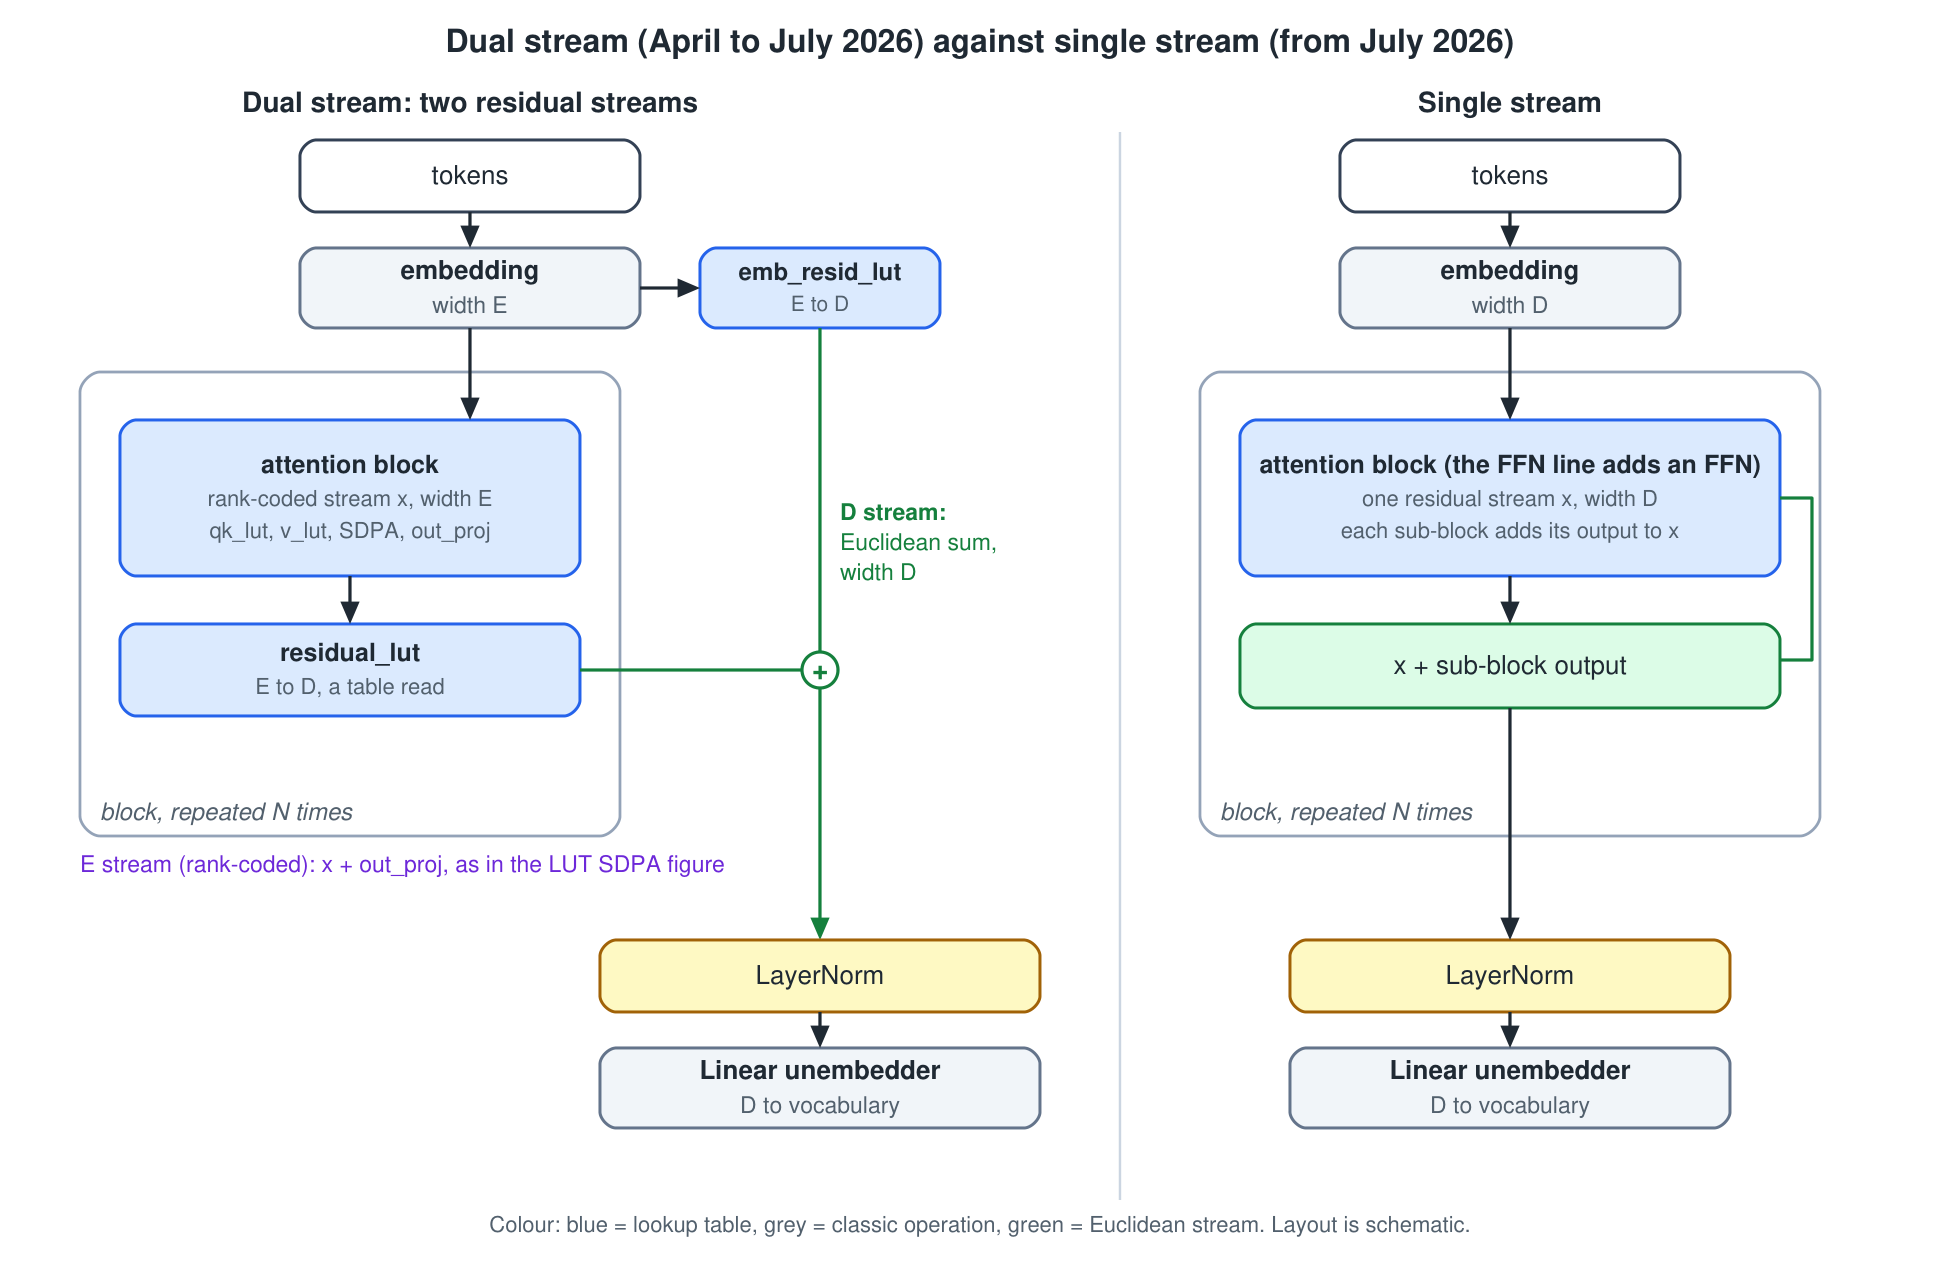 Dual stream (April to July 2026) against single stream (from July 2026)
Dual stream: two residual streams
tokens
embedding
width E
emb_resid_lut
E to D
attention block
rank-coded stream x, width E
qk_lut, v_lut, SDPA, out_proj
D stream:
Euclidean sum,
width D
residual_lut
E to D, a table read
+
block, repeated N times
E stream (rank-coded): x + out_proj, as in the LUT SDPA figure
LayerNorm
Linear unembedder
D to vocabulary
Single stream
tokens
embedding
width D
attention block (the FFN line adds an FFN)
one residual stream x, width D
each sub-block adds its output to x
x + sub-block output
block, repeated N times
LayerNorm
Linear unembedder
D to vocabulary
Colour: blue = lookup table, grey = classic operation, green = Euclidean stream. Layout is schematic.